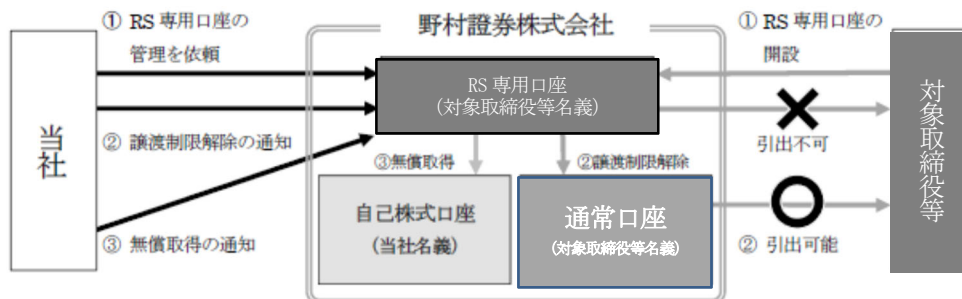 ① RS 専用口座の
管理を依頼
野村證券株式会社
① RS 専用口座の
開設
RS 専用口座
(対象取締役等名義)
当社
対象取締役等
② 譲渡制限解除の通知
引出不可
③無償取得
②譲渡制限解除
自己株式口座
(当社名義)
通常口座
(対象取締役等名義)
③ 無償取得の通知
② 引出可能